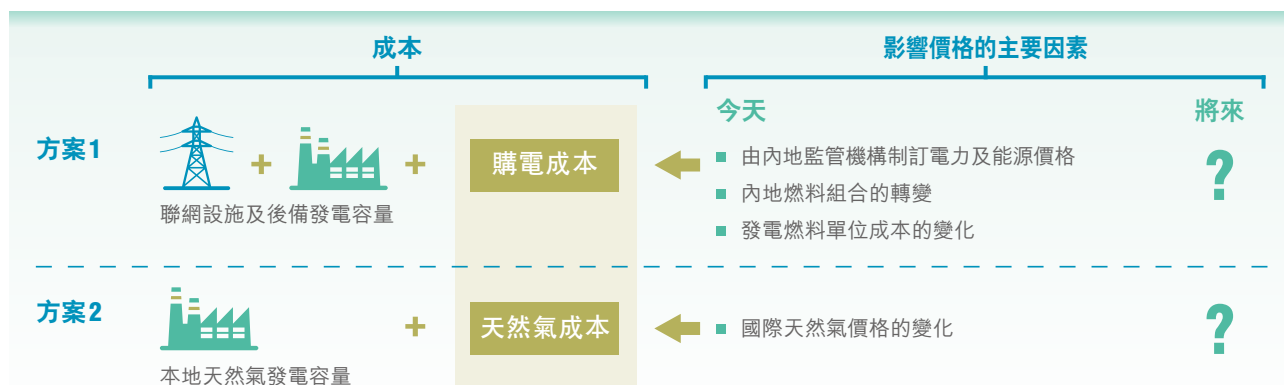 成本
影響價格的主要因素
今天
將來
方案1
+
+
購電成本
聯網設施及後備發電容量
■ 由內地監管機構制訂電力及能源價格
■ 內地燃料組合的轉變
■ 發電燃料單位成本的變化
?
方案2
+
天然氣成本
本地天然氣發電容量
■ 國際天然氣價格的變化
?